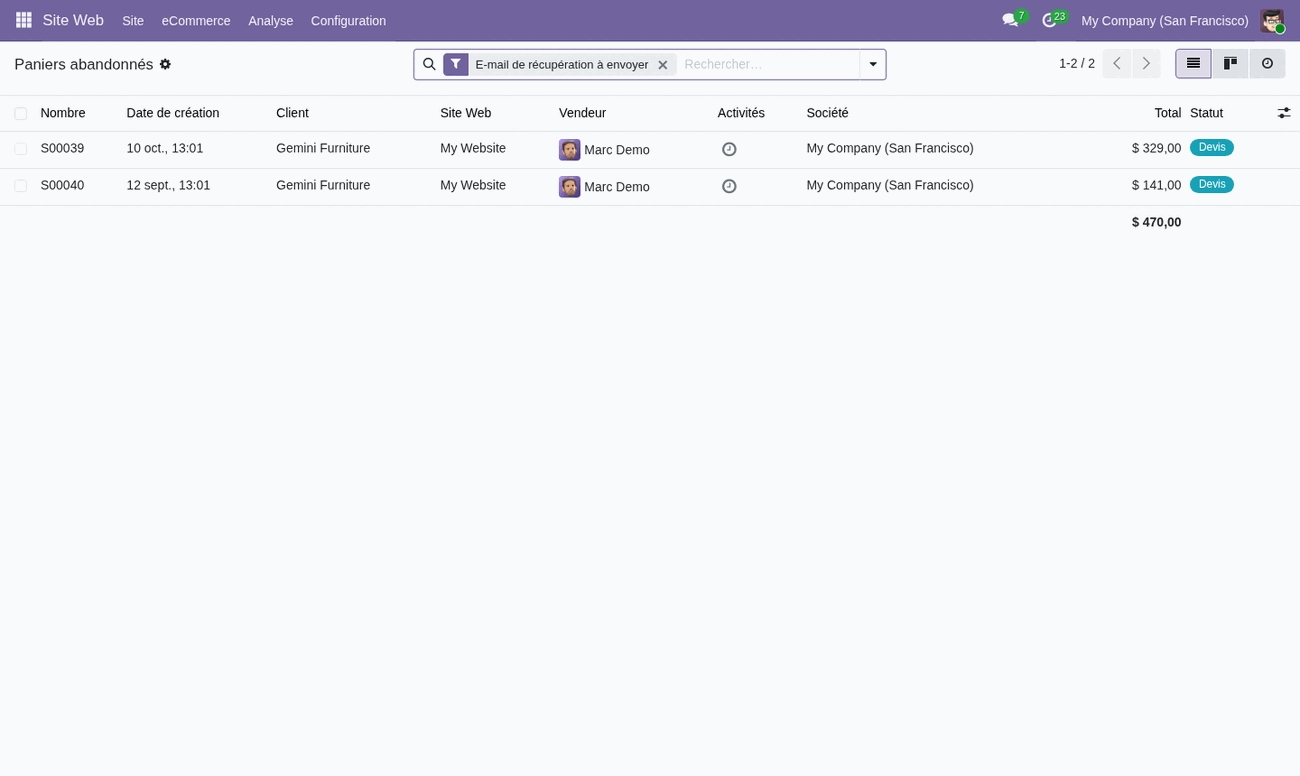 Site Web Site eCommerce Analyse Configuration 7 23 My Company (San Francisco)
Paniers abandonnés E-mail de récupération à envoyer Rechercher... 1-2 / 2
Nombre Date de création Client Site Web Vendeur Activités Société Total Statut
S00039 10 oct., 13:01 Gemini Furniture My Website Marc Demo My Company (San Francisco) $ 329,00 Devis
S00040 12 sept., 13:01 Gemini Furniture My Website Marc Demo My Company (San Francisco) $ 141,00 Devis
$ 470,00